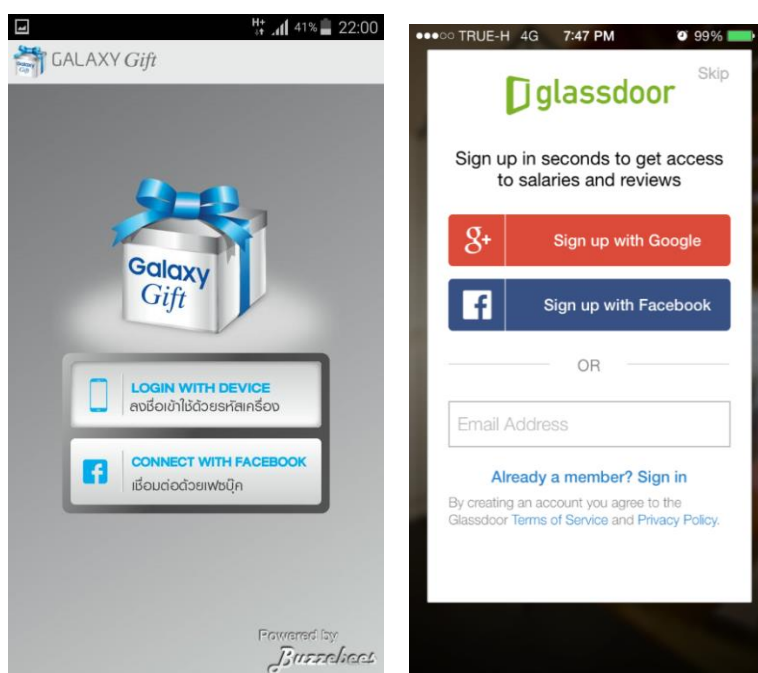 H+ 41% 22:00
GALAXY Gift
Galaxy
Gift
LOGIN WITH DEVICE
ลงชื่อเข้าใช้ด้วยรหัสเครื่อง
CONNECT WITH FACEBOOK
เชื่อมต่อด้วยเฟซบุ๊ค
Powered by
Buzzebees
TRUE-H 4G 7:47 PM 99%
Skip
glassdoor
Sign up in seconds to get access
to salaries and reviews
g+ Sign up with Google
f Sign up with Facebook
OR
Email Address
Already a member? Sign in
By creating an account you agree to the
Glassdoor Terms of Service and Privacy Policy.